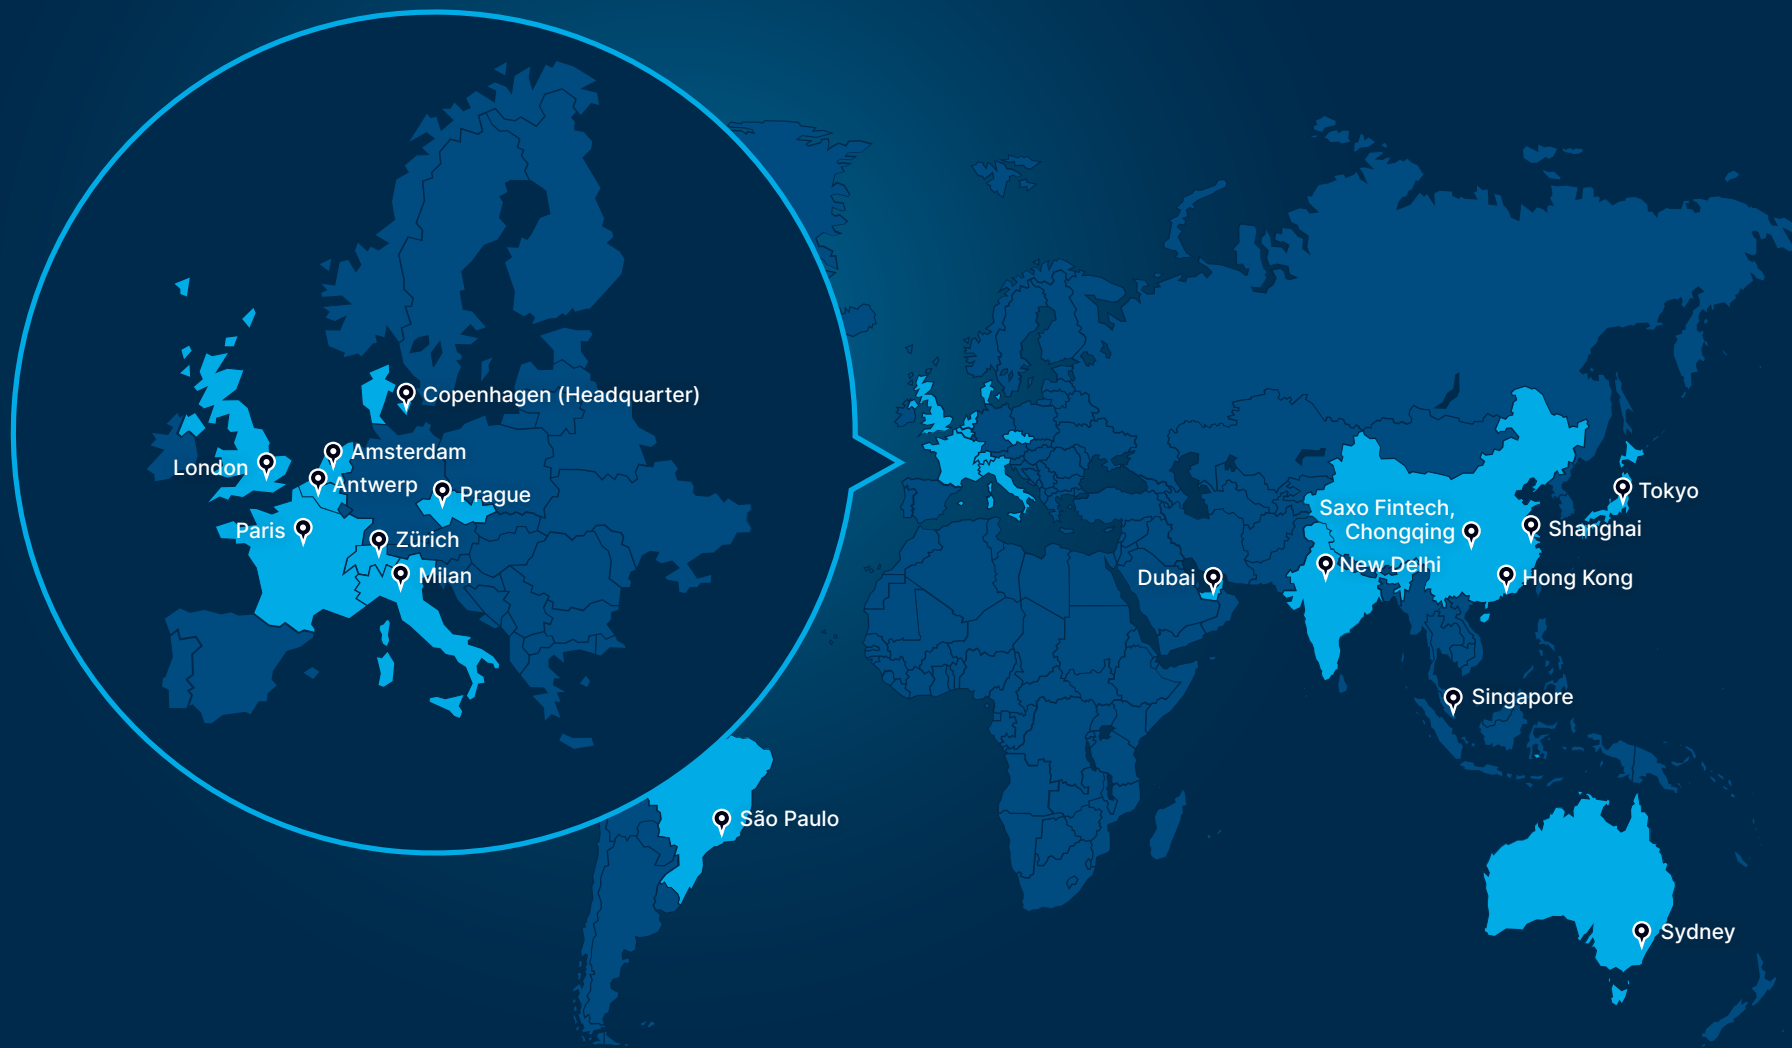 Copenhagen (Headquarter)
Amsterdam
London
Antwerp
Prague
Paris
Zürich
Milan
São Paulo
Dubai
Saxo Fintech,
Chongqing
Tokyo
Shanghai
New Delhi
Hong Kong
Singapore
Sydney